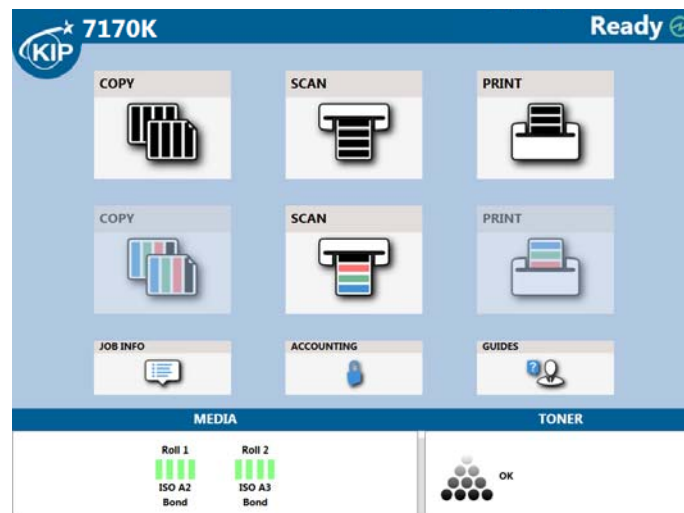 KIP 7170K Ready
COPY SCAN PRINT
COPY SCAN PRINT
JOB INFO ACCOUNTING GUIDES
?
MEDIA TONER
Roll 1 Roll 2
ISO A2 ISO A3
Bond Bond
OK